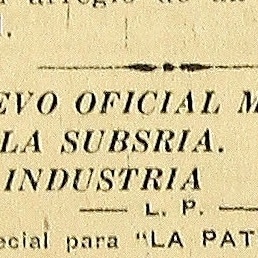 EVO OFICIAL M
LA SUBSRIA.
INDUSTRIA
L. P.
ecial para "LA PAT